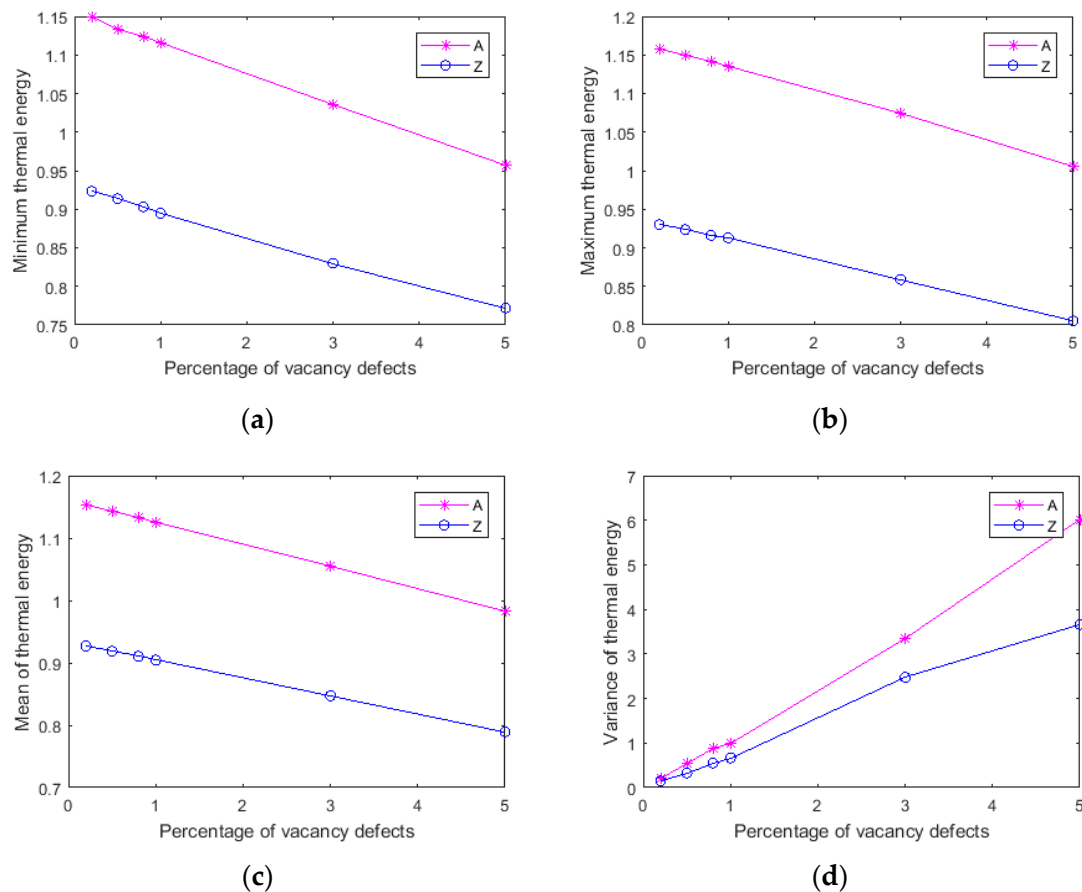 1.15
1.1
1.05
1
0.95
0.9
0.85
0.8
0.75
Minimum thermal energy
A
Z
0 1 2 3 4 5
Percentage of vacancy defects
(a)
1.2
1.15
1.1
1.05
1
0.95
0.9
0.85
0.8
Maximum thermal energy
A
Z
0 1 2 3 4 5
Percentage of vacancy defects
(b)
1.2
1.1
1
0.9
0.8
0.7
Mean of thermal energy
A
Z
0 1 2 3 4 5
Percentage of vacancy defects
(c)
7
6
5
4
3
2
1
0
Variance of thermal energy
A
Z
0 1 2 3 4 5
Percentage of vacancy defects
(d)